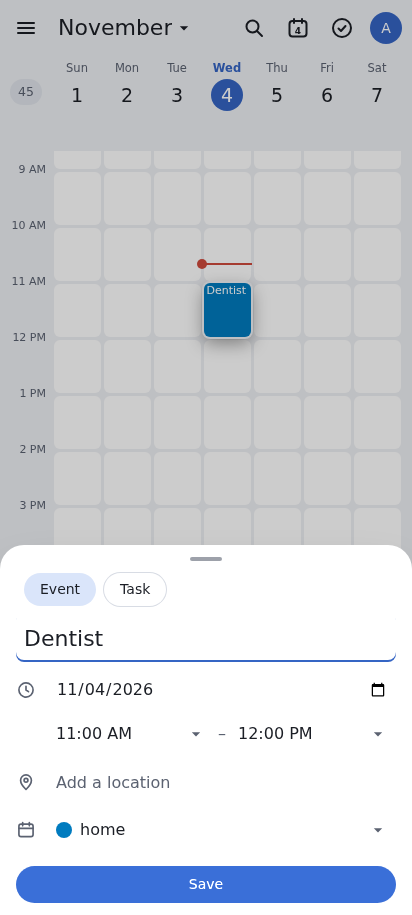 November
4
A
Sun Mon Tue Wed Thu Fri Sat
45 1 2 3 4 5 6 7
9 AM
10 AM
11 AM
Dentist
12 PM
1 PM
2 PM
3 PM
Event Task
Dentist
11/04/2026
11:00 AM – 12:00 PM
Add a location
home
Save